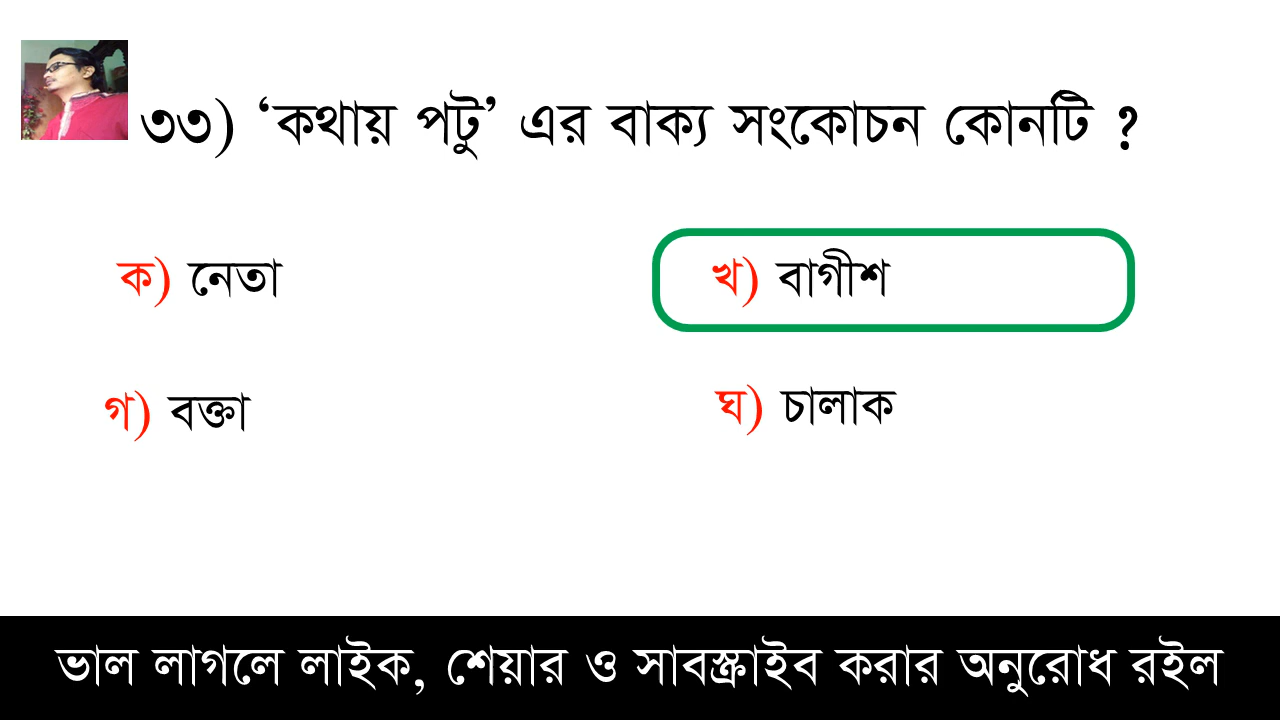 ৩৩) ‘কথায় পটু’ এর বাক্য সংকোচন কোনটি ?
ক) নেতা
খ) বাগীশ
গ) বক্তা
ঘ) চালাক
ভাল লাগলে লাইক, শেয়ার ও সাবস্ক্রাইব করার অনুরোধ রইল